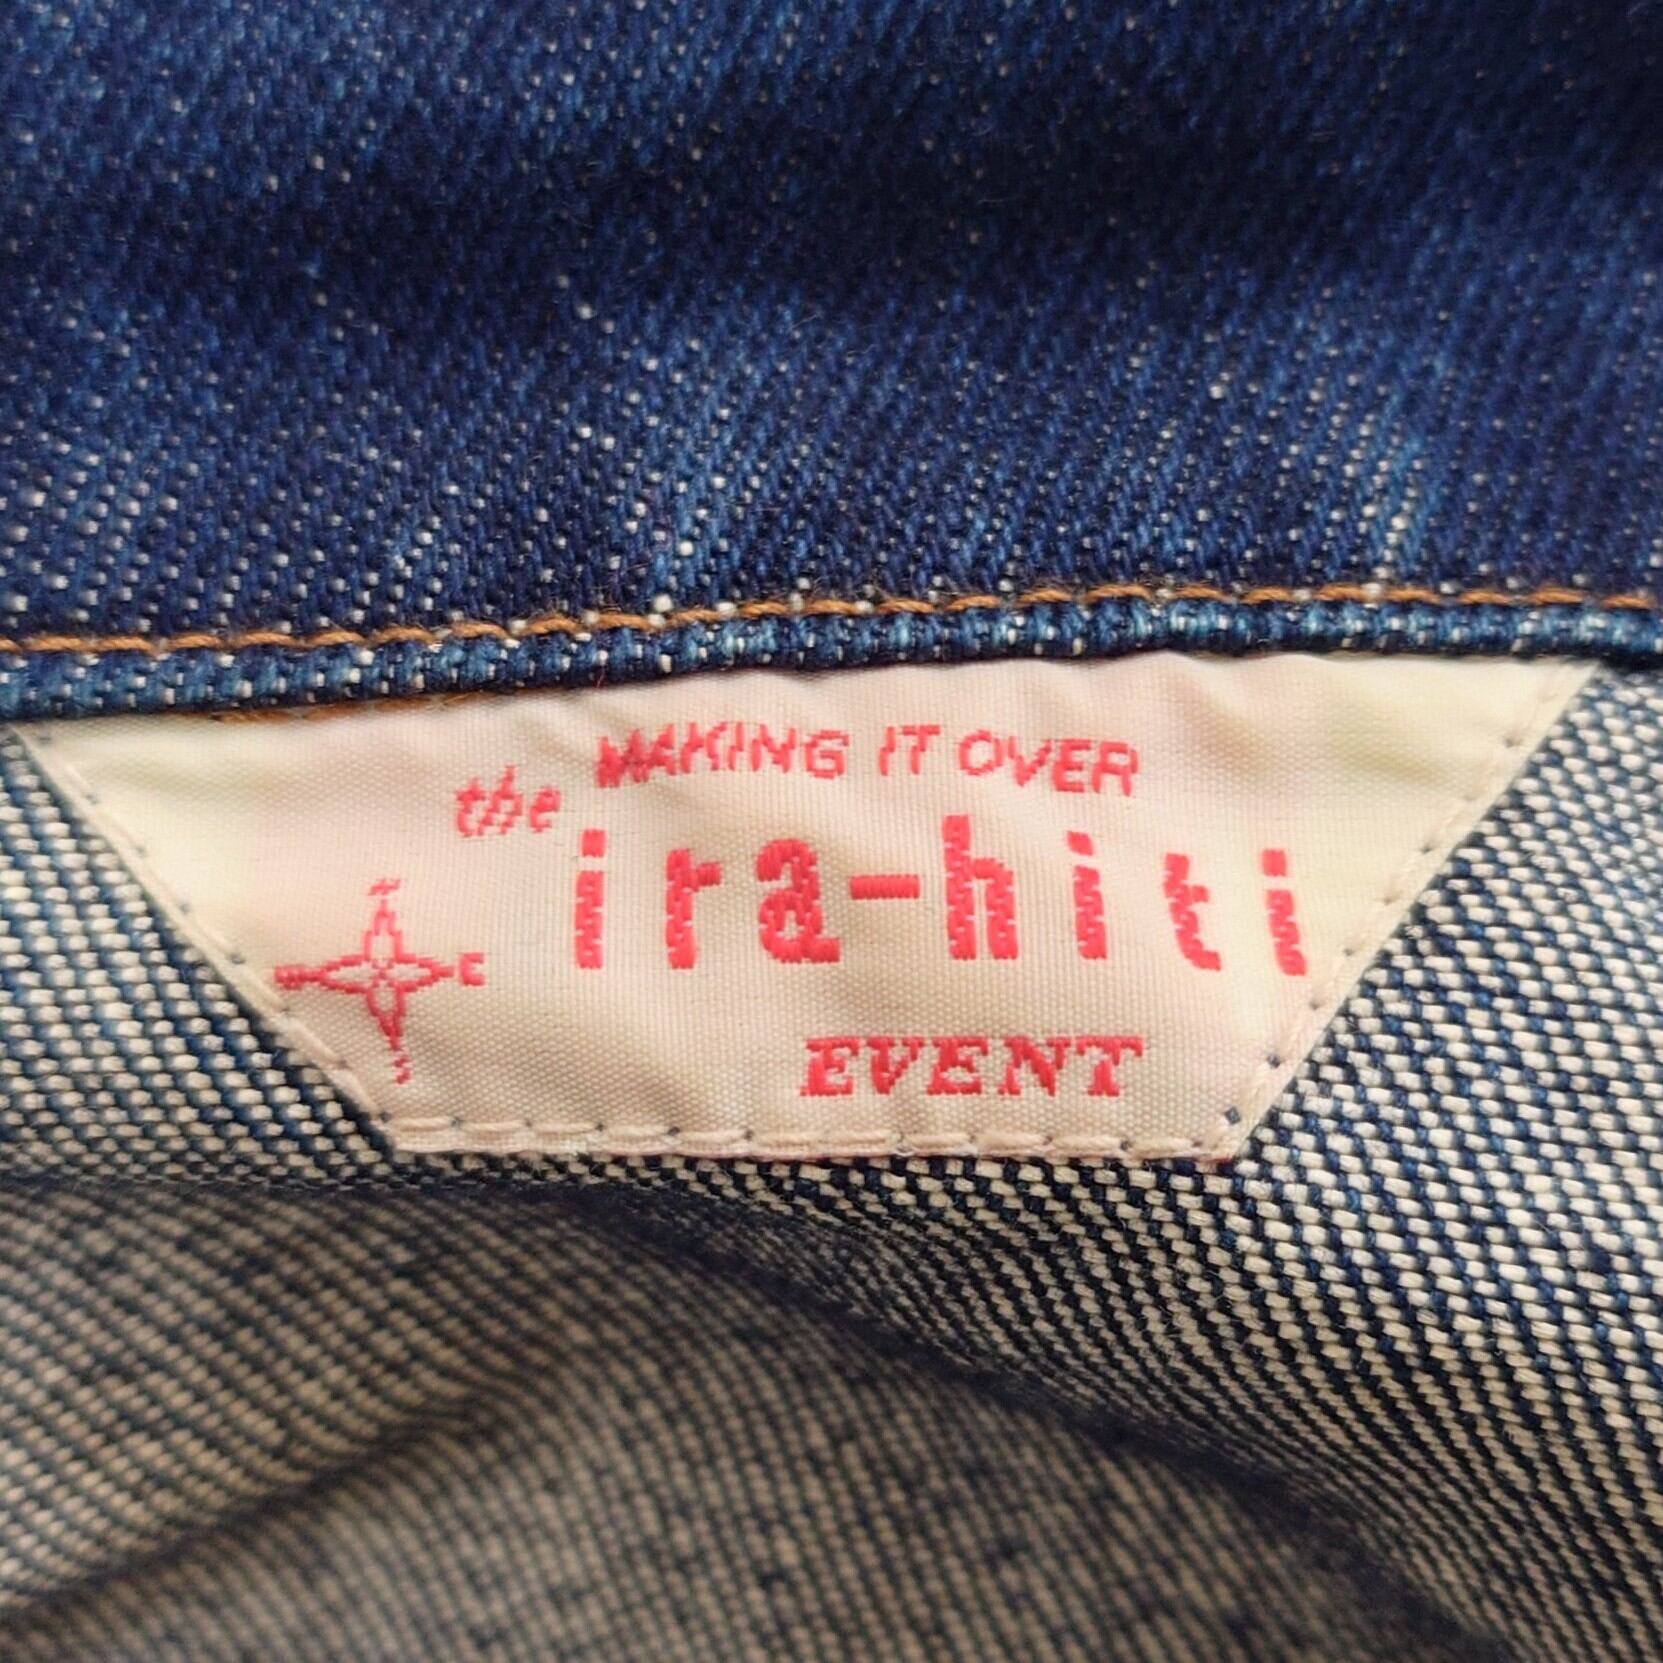 MAKING IT OVER
the
ira-hiti
EVENT
N
E
S